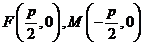 F(p/2, 0), M(-p/2, 0)